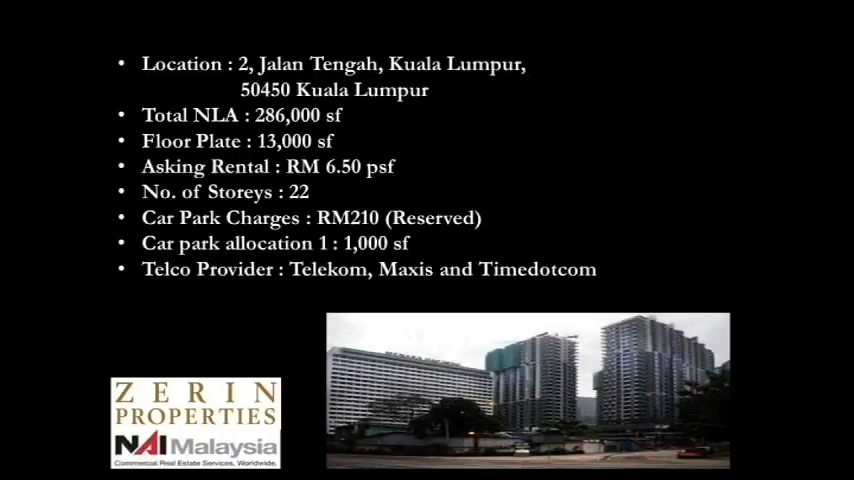 • Location : 2, Jalan Tengah, Kuala Lumpur,
50450 Kuala Lumpur
• Total NLA : 286,000 sf
• Floor Plate : 13,000 sf
• Asking Rental : RM 6.50 psf
• No. of Storeys : 22
• Car Park Charges : RM210 (Reserved)
• Car park allocation 1 : 1,000 sf
• Telco Provider : Telekom, Maxis and Timedotcom
ZERIN
PROPERTIES
NAI Malaysia
Commercial Real Estate Services, Worldwide.